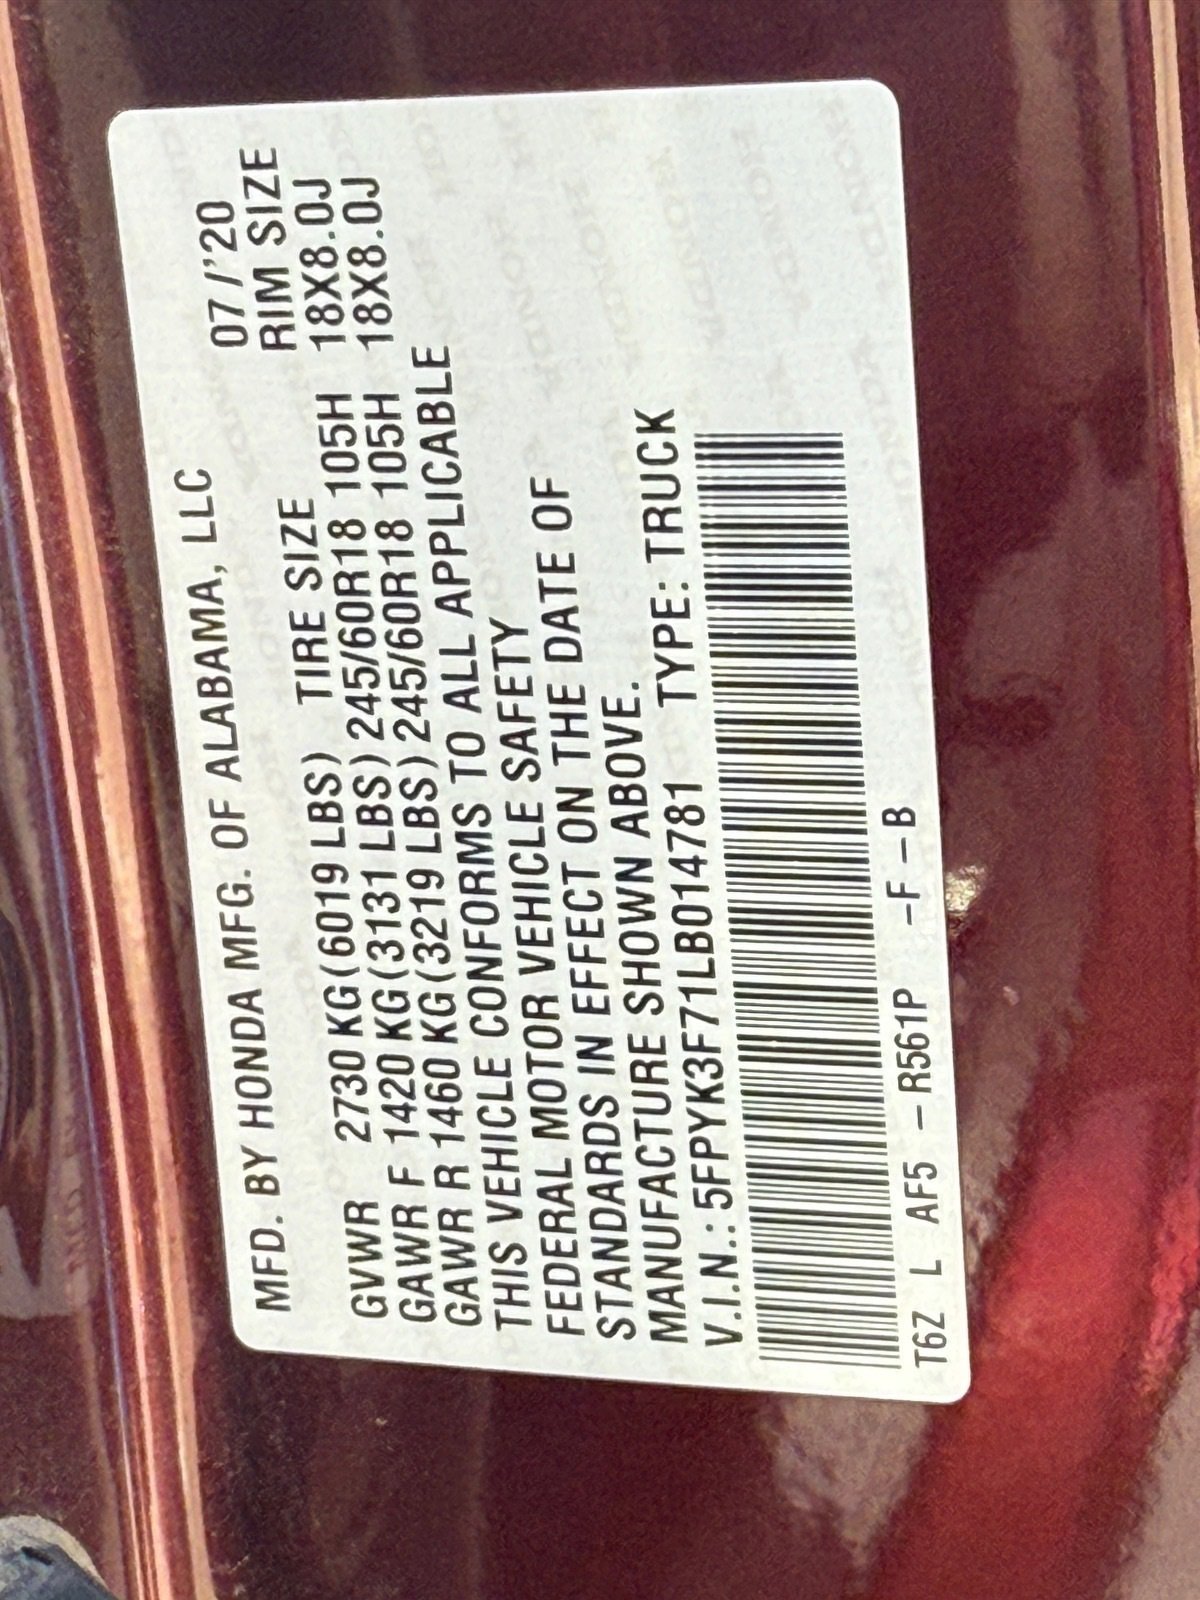 MFD. BY HONDA MFG. OF ALABAMA, LLC 07/'20
TIRE SIZE RIM SIZE
GVWR 2730 KG(6019 LBS)
GAWR F 1420 KG(3131 LBS) 245/60R18 105H 18X8.0J
GAWR R 1460 KG(3219 LBS) 245/60R18 105H 18X8.0J
THIS VEHICLE CONFORMS TO ALL APPLICABLE
FEDERAL MOTOR VEHICLE SAFETY
STANDARDS IN EFFECT ON THE DATE OF
MANUFACTURE SHOWN ABOVE.
V.I.N.: 5FPYK3F71LB014781 TYPE: TRUCK
T6Z L AF5 – R561P –F –B